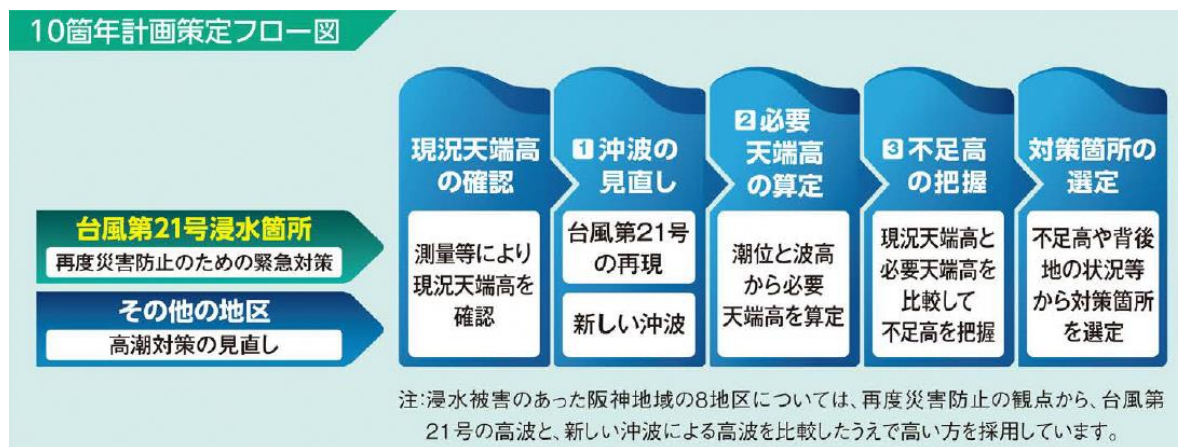 10箇年計画策定フロー図
台風第21号浸水箇所
再度災害防止のための緊急対策
その他の地区
高潮対策の見直し
現況天端高
の確認
測量等により
現況天端高を
確認
1沖波の
見直し
台風第21号
の再現
新しい沖波
2必要
天端高
の算定
潮位と波高
から必要
天端高を算定
3不足高
の把握
現況天端高と
必要天端高を
比較して
不足高を把握
対策箇所の
選定
不足高や背後
地の状況等
から対策箇所
を選定
注:浸水被害のあった阪神地域の8地区については、再度災害防止の観点から、台風第
21号の高波と、新しい沖波による高波を比較したうえで高い方を採用しています。